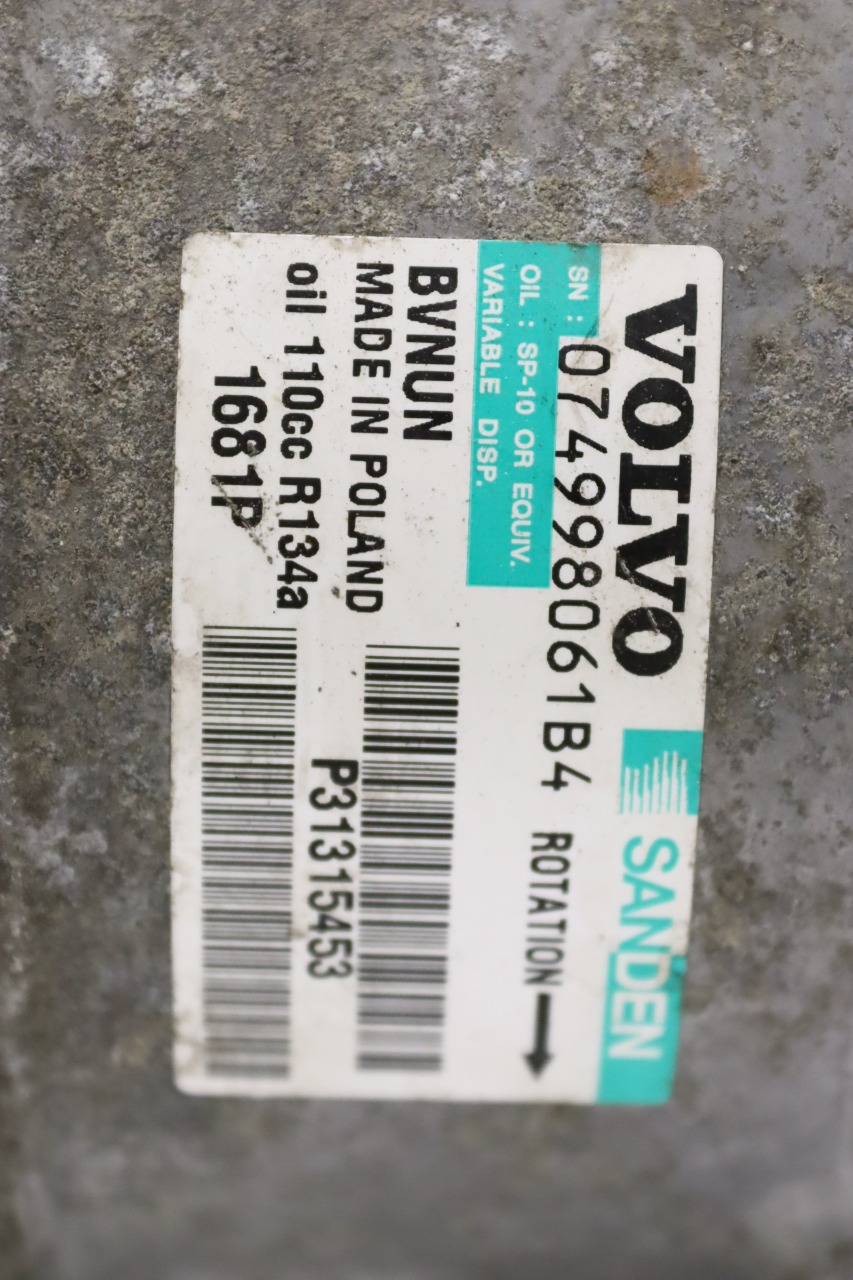 VOLVO
SANDEN
SN : 074998061B4 ROTATION
OIL : SP-10 OR EQUIV.
VARIABLE DISP.
BVNUN
MADE IN POLAND
P31315453
oil 110cc R134a
1681P